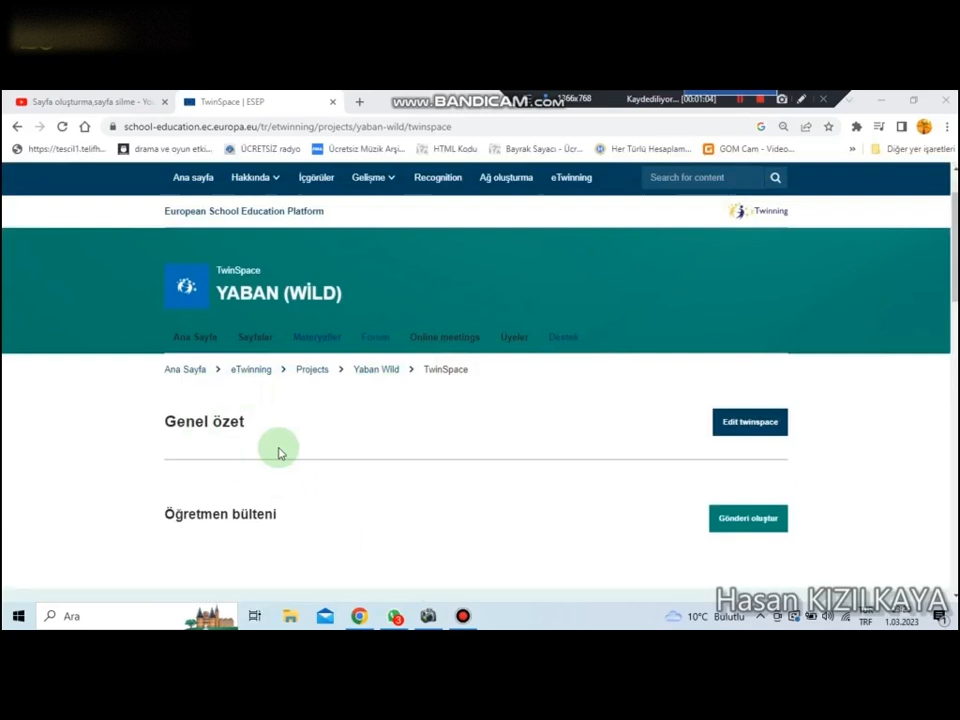 Sayfa oluşturma,sayfa silme - Yo
TwinSpace | ESEP
www.BANDICAM.com
1366x768
Kaydediliyor... [00:01:04]
school-education.ec.europa.eu/tr/etwinning/projects/yaban-wild/twinspace
https://tescil1.telifh...
drama ve oyun etki...
ÜCRETSİZ radyo
Ücretsiz Müzik Arşi...
HTML Kodu
Bayrak Sayacı - Ücr...
Her Türlü Hesaplam...
GOM Cam - Video...
»
Diğer yer işaretleri
Ana sayfa
Hakkında
İçgörüler
Gelişme
Recognition
Ağ oluşturma
eTwinning
Search for content
European School Education Platform
eTwinning
TwinSpace
YABAN (WİLD)
Ana Sayfa
Sayfalar
Materyaller
Forum
Online meetings
Üyeler
Destek
Ana Sayfa > eTwinning > Projects > Yaban Wild > TwinSpace
Genel özet
Edit twinspace
Öğretmen bülteni
Gönderi oluştur
Hasan KIZILKAYA
Ara
3
10°C Bulutlu
TRF
1.03.2023